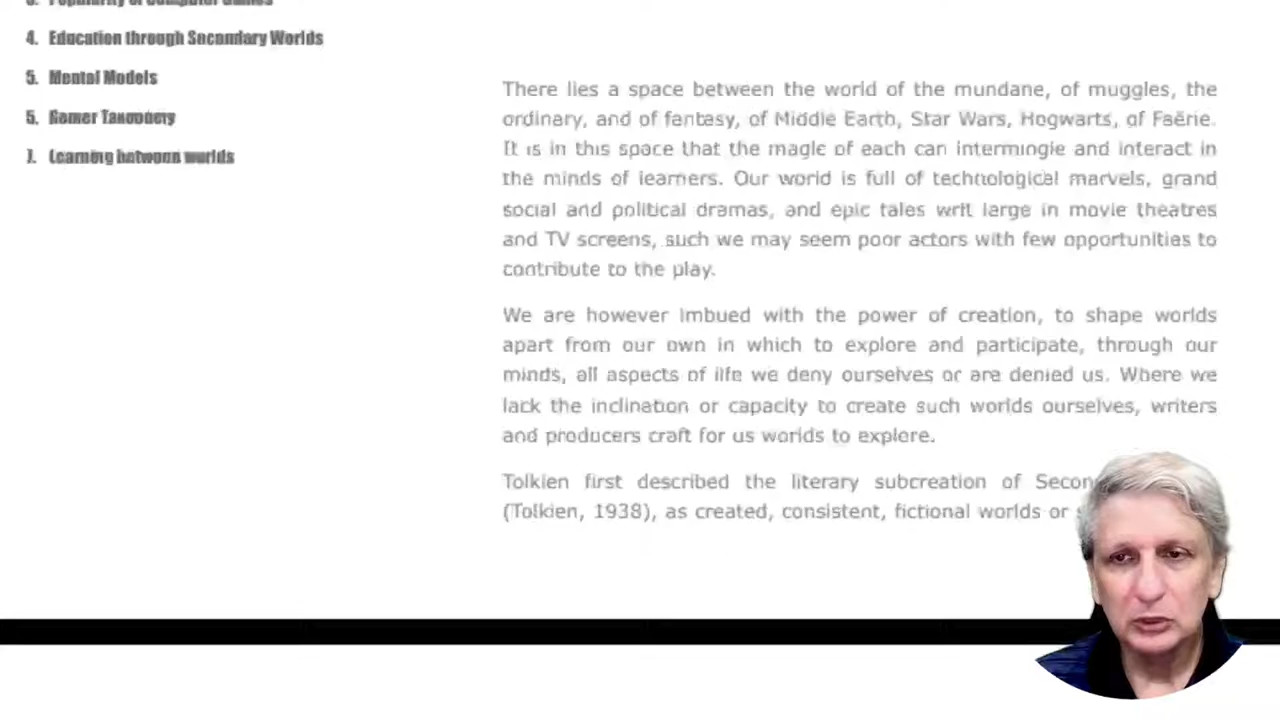 4. Education through Secondary Worlds
5. Mental Models
5. Gamer Taxonomy
7. Learning between worlds
There lies a space between the world of the mundane, of muggles, the
ordinary, and of fantasy, of Middle Earth, Star Wars, Hogwarts, of Faërie.
It is in this space that the magic of each can intermingle and interact in
the minds of learners. Our world is full of technological marvels, grand
social and political dramas, and epic tales writ large in movie theatres
and TV screens, such we may seem poor actors with few opportunities to
contribute to the play.
We are however imbued with the power of creation, to shape worlds
apart from our own in which to explore and participate, through our
minds, all aspects of life we deny ourselves or are denied us. Where we
lack the inclination or capacity to create such worlds ourselves, writers
and producers craft for us worlds to explore.
Tolkien first described the literary subcreation of
(Tolkien, 1938), as created, consistent, fictional worlds or